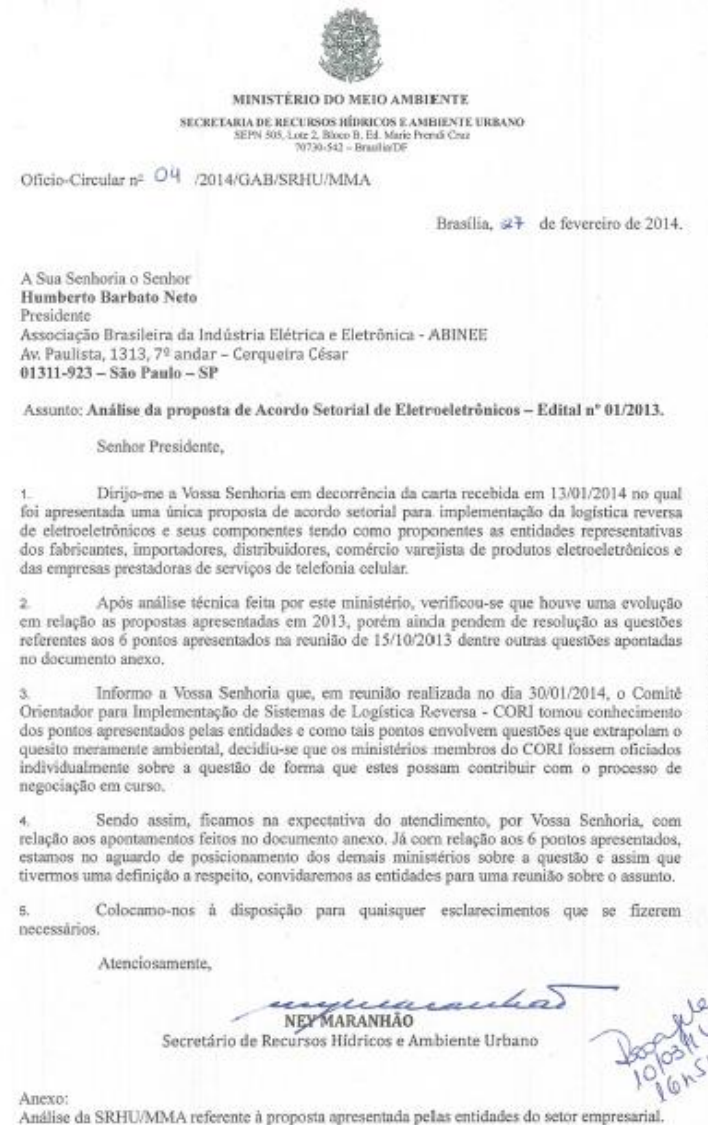 MINISTÉRIO DO MEIO AMBIENTE
SECRETARIA DE RECURSOS HÍDRICOS E AMBIENTE URBANO
SEPN 505, Lote 2, Bloco B, Ed. Marie Prendi Cruz
70730-542 – Brasília/DF
Ofício-Circular nº 04 /2014/GAB/SRHU/MMA
Brasília, 27 de fevereiro de 2014.
A Sua Senhoria o Senhor
Humberto Barbato Neto
Presidente
Associação Brasileira da Indústria Elétrica e Eletrônica - ABINEE
Av. Paulista, 1313, 7º andar – Cerqueira César
01311-923 – São Paulo – SP
Assunto: Análise da proposta de Acordo Setorial de Eletroeletrônicos – Edital nº 01/2013.
Senhor Presidente,
1. Dirijo-me a Vossa Senhoria em decorrência da carta recebida em 13/01/2014 no qual
foi apresentada uma única proposta de acordo setorial para implementação da logística reversa
de eletroeletrônicos e seus componentes tendo como proponentes as entidades representativas
dos fabricantes, importadores, distribuidores, comércio varejista de produtos eletroeletrônicos e
das empresas prestadoras de serviços de telefonia celular.
2. Após análise técnica feita por este ministério, verificou-se que houve uma evolução
em relação as propostas apresentadas em 2013, porém ainda pendem de resolução as questões
referentes aos 6 pontos apresentados na reunião de 15/10/2013 dentre outras questões apontadas
no documento anexo.
3. Informo a Vossa Senhoria que, em reunião realizada no dia 30/01/2014, o Comitê
Orientador para Implementação de Sistemas de Logística Reversa - CORI tomou conhecimento
dos pontos apresentados pelas entidades e como tais pontos envolvem questões que extrapolam o
quesito meramente ambiental, decidiu-se que os ministérios membros do CORI fossem oficiados
individualmente sobre a questão de forma que estes possam contribuir com o processo de
negociação em curso.
4. Sendo assim, ficamos na expectativa do atendimento, por Vossa Senhoria, com
relação aos apontamentos feitos no documento anexo. Já com relação aos 6 pontos apresentados,
estamos no aguardo de posicionamento dos demais ministérios sobre a questão e assim que
tivermos uma definição a respeito, convidaremos as entidades para uma reunião sobre o assunto.
5. Colocamo-nos à disposição para quaisquer esclarecimentos que se fizerem
necessários.
Atenciosamente,
NEY MARANHÃO
Secretário de Recursos Hídricos e Ambiente Urbano
10/03/1
16h5
Anexo:
Análise da SRHU/MMA referente à proposta apresentada pelas entidades do setor empresarial.